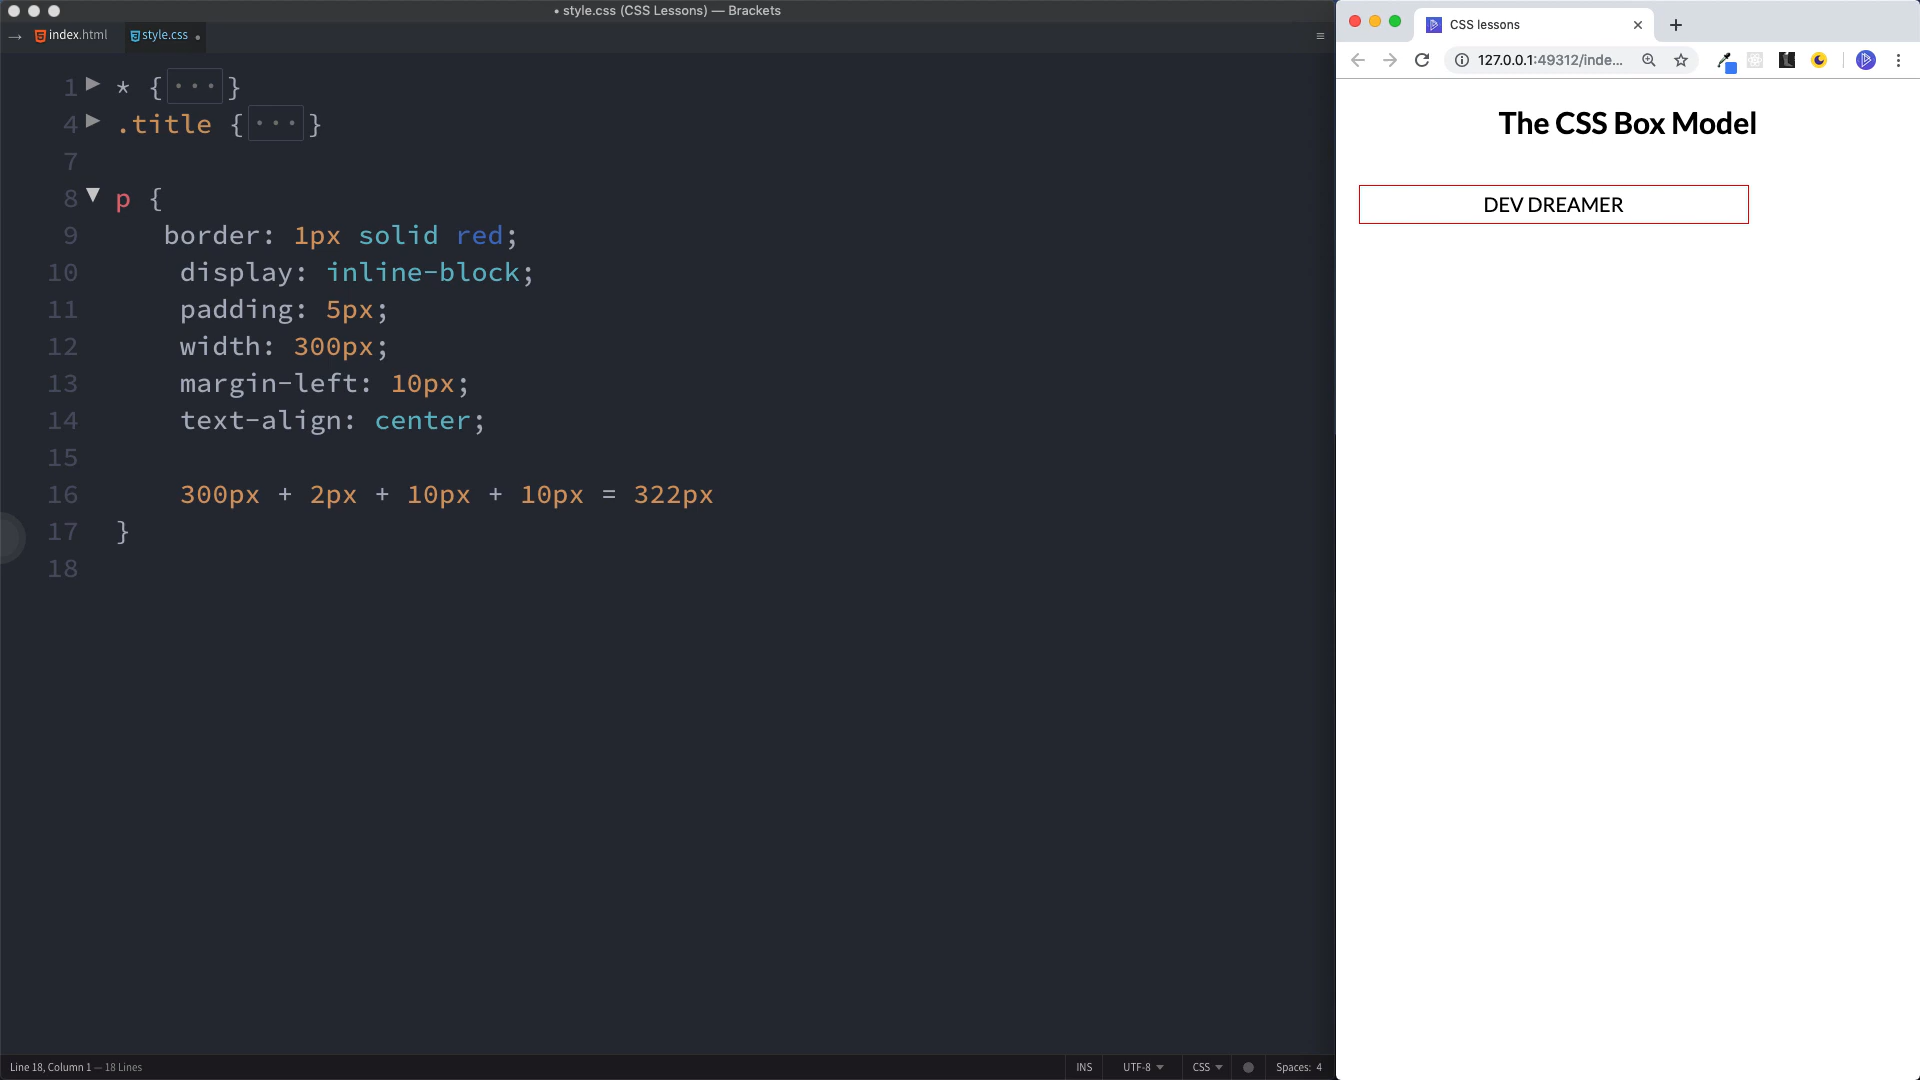 • style.css (CSS Lessons) — Brackets
index.html
style.css •
1 * {···}
4 .title {···}
7
8 p {
9 border: 1px solid red;
10 display: inline-block;
11 padding: 5px;
12 width: 300px;
13 margin-left: 10px;
14 text-align: center;
15
16 300px + 2px + 10px + 10px = 322px
17 }
18
Line 18, Column 1 — 18 Lines
INS
UTF-8
CSS
Spaces: 4
CSS lessons
127.0.0.1:49312/inde...
The CSS Box Model
DEV DREAMER